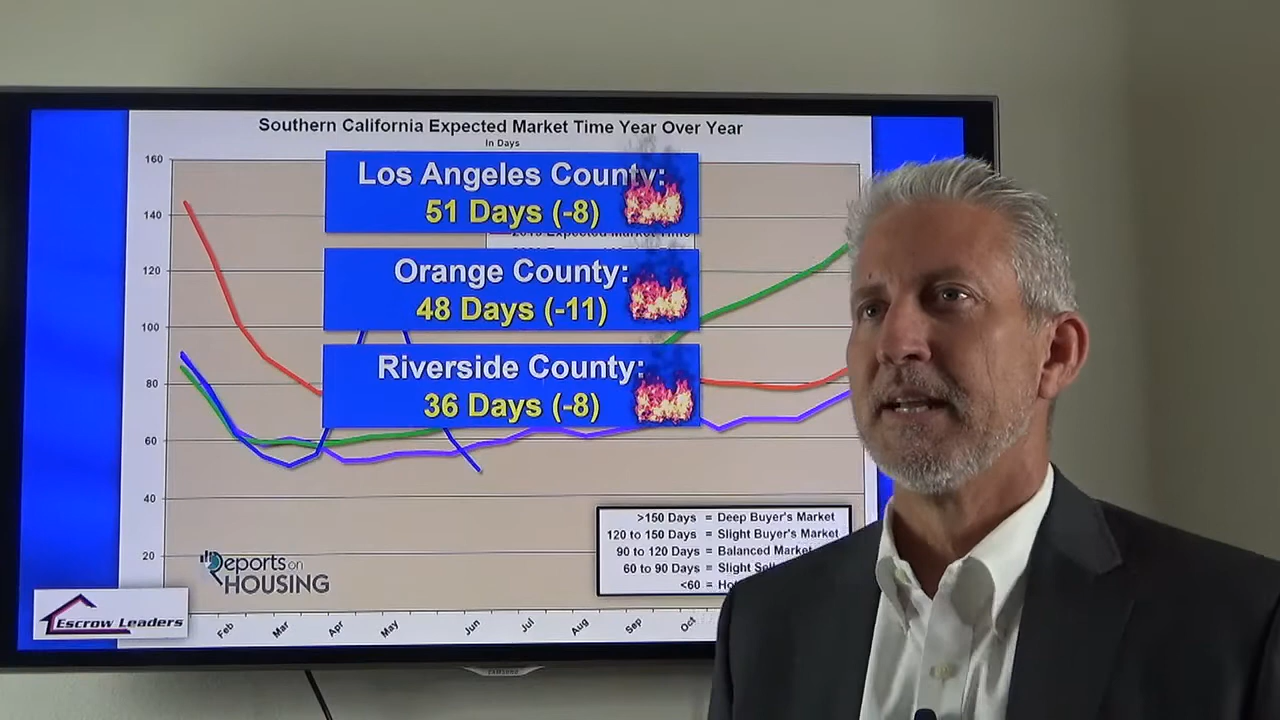 Southern California Expected Market Time Year Over Year
In Days
Los Angeles County:
51 Days (-8)
Orange County:
48 Days (-11)
Riverside County:
36 Days (-8)
160
140
120
100
80
60
40
20
>150 Days = Deep Buyer's Market
120 to 150 Days = Slight Buyer's Market
90 to 120 Days = Balanced Market
60 to 90 Days = Slight
<60 =
Reports on
HOUSING
Escrow Leaders
Feb Mar Apr May Jun Jul Aug Sep Oct
SAMSUNG